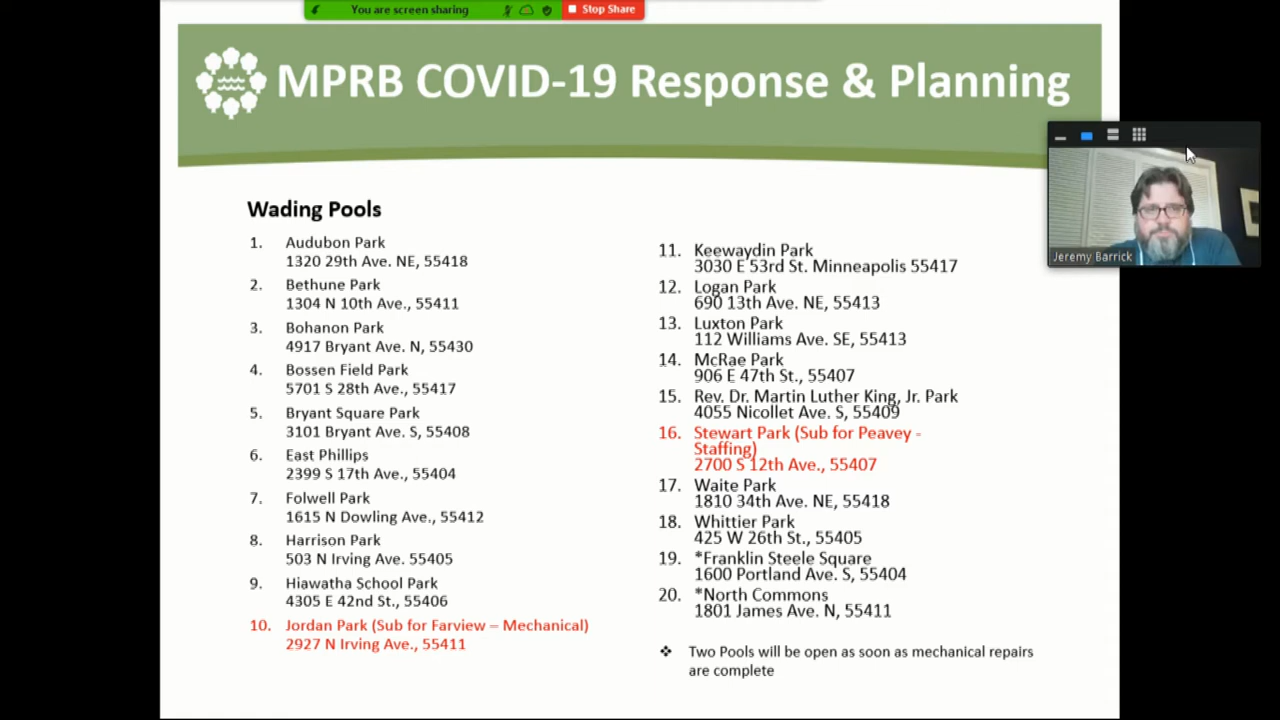 You are screen sharing
Stop Share
MPRB COVID-19 Response & Planning
Jeremy Barrick
Wading Pools
1. Audubon Park
1320 29th Ave. NE, 55418
2. Bethune Park
1304 N 10th Ave., 55411
3. Bohanon Park
4917 Bryant Ave. N, 55430
4. Bossen Field Park
5701 S 28th Ave., 55417
5. Bryant Square Park
3101 Bryant Ave. S, 55408
6. East Phillips
2399 S 17th Ave., 55404
7. Folwell Park
1615 N Dowling Ave., 55412
8. Harrison Park
503 N Irving Ave. 55405
9. Hiawatha School Park
4305 E 42nd St., 55406
10. Jordan Park (Sub for Farview – Mechanical)
2927 N Irving Ave., 55411
11. Keewaydin Park
3030 E 53rd St. Minneapolis 55417
12. Logan Park
690 13th Ave. NE, 55413
13. Luxton Park
112 Williams Ave. SE, 55413
14. McRae Park
906 E 47th St., 55407
15. Rev. Dr. Martin Luther King, Jr. Park
4055 Nicollet Ave. S, 55409
16. Stewart Park (Sub for Peavey -
Staffing)
2700 S 12th Ave., 55407
17. Waite Park
1810 34th Ave. NE, 55418
18. Whittier Park
425 W 26th St., 55405
19. *Franklin Steele Square
1600 Portland Ave. S, 55404
20. *North Commons
1801 James Ave. N, 55411
❖ Two Pools will be open as soon as mechanical repairs
are complete